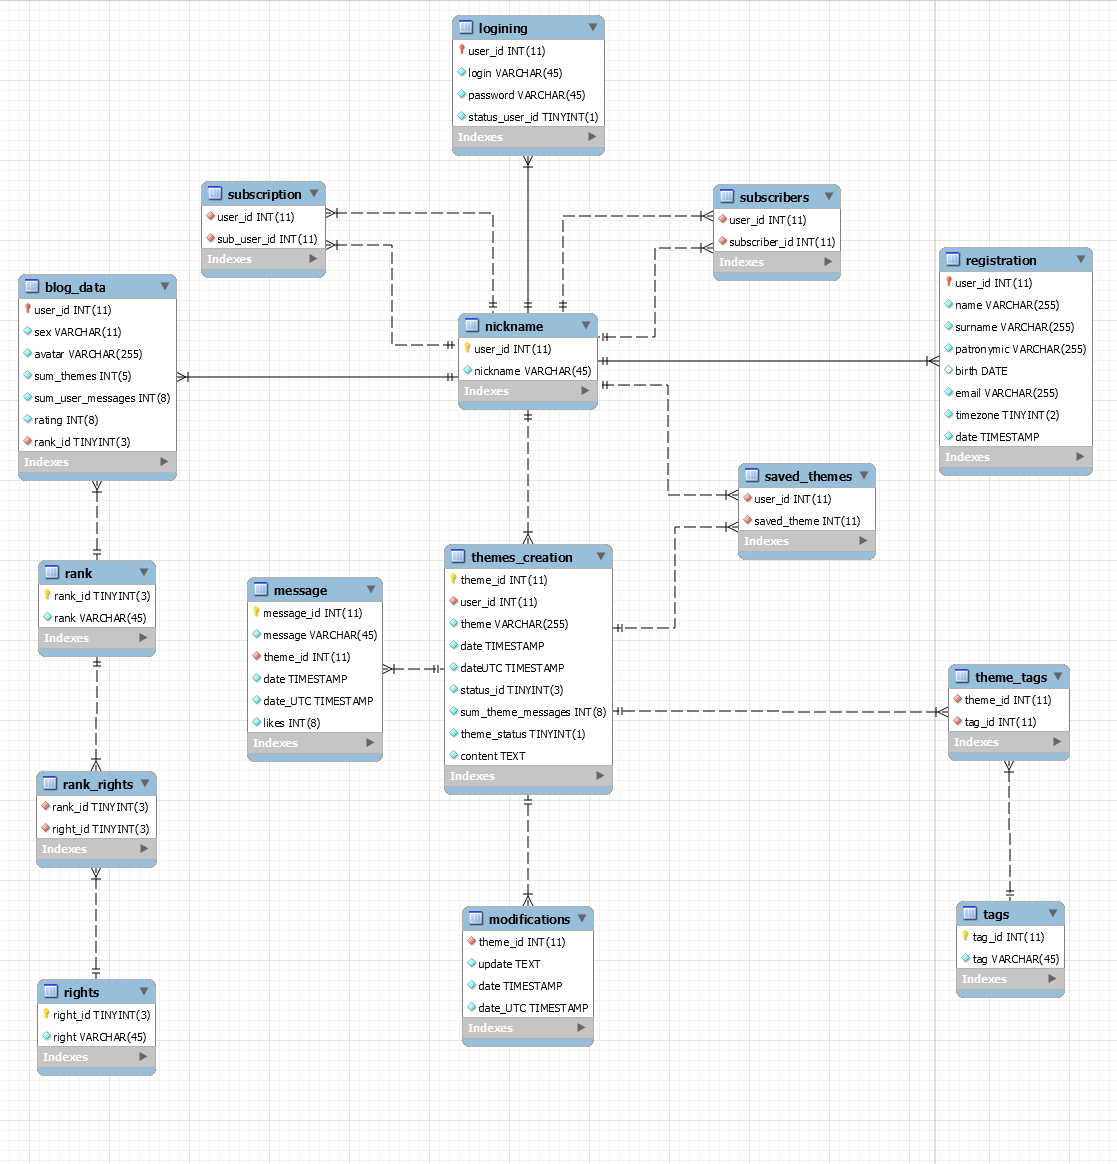 logining
user_id INT(11)
login VARCHAR(45)
password VARCHAR(45)
status_user_id TINYINT(1)
Indexes
subscription
user_id INT(11)
sub_user_id INT(11)
Indexes
subscribers
user_id INT(11)
subscriber_id INT(11)
Indexes
registration
user_id INT(11)
name VARCHAR(255)
surname VARCHAR(255)
patronymic VARCHAR(255)
birth DATE
email VARCHAR(255)
timezone TINYINT(2)
date TIMESTAMP
Indexes
blog_data
user_id INT(11)
sex VARCHAR(11)
avatar VARCHAR(255)
sum_themes INT(5)
sum_user_messages INT(8)
rating INT(8)
rank_id TINYINT(3)
Indexes
nickname
user_id INT(11)
nickname VARCHAR(45)
Indexes
saved_themes
user_id INT(11)
saved_theme INT(11)
Indexes
rank
rank_id TINYINT(3)
rank VARCHAR(45)
Indexes
message
message_id INT(11)
message VARCHAR(45)
theme_id INT(11)
date TIMESTAMP
date_UTC TIMESTAMP
likes INT(8)
Indexes
themes_creation
theme_id INT(11)
user_id INT(11)
theme VARCHAR(255)
date TIMESTAMP
dateUTC TIMESTAMP
status_id TINYINT(3)
sum_theme_messages INT(8)
theme_status TINYINT(1)
content TEXT
Indexes
theme_tags
theme_id INT(11)
tag_id INT(11)
Indexes
rank_rights
rank_id TINYINT(3)
right_id TINYINT(3)
Indexes
modifications
theme_id INT(11)
update TEXT
date TIMESTAMP
date_UTC TIMESTAMP
Indexes
tags
tag_id INT(11)
tag VARCHAR(45)
Indexes
rights
right_id TINYINT(3)
right VARCHAR(45)
Indexes